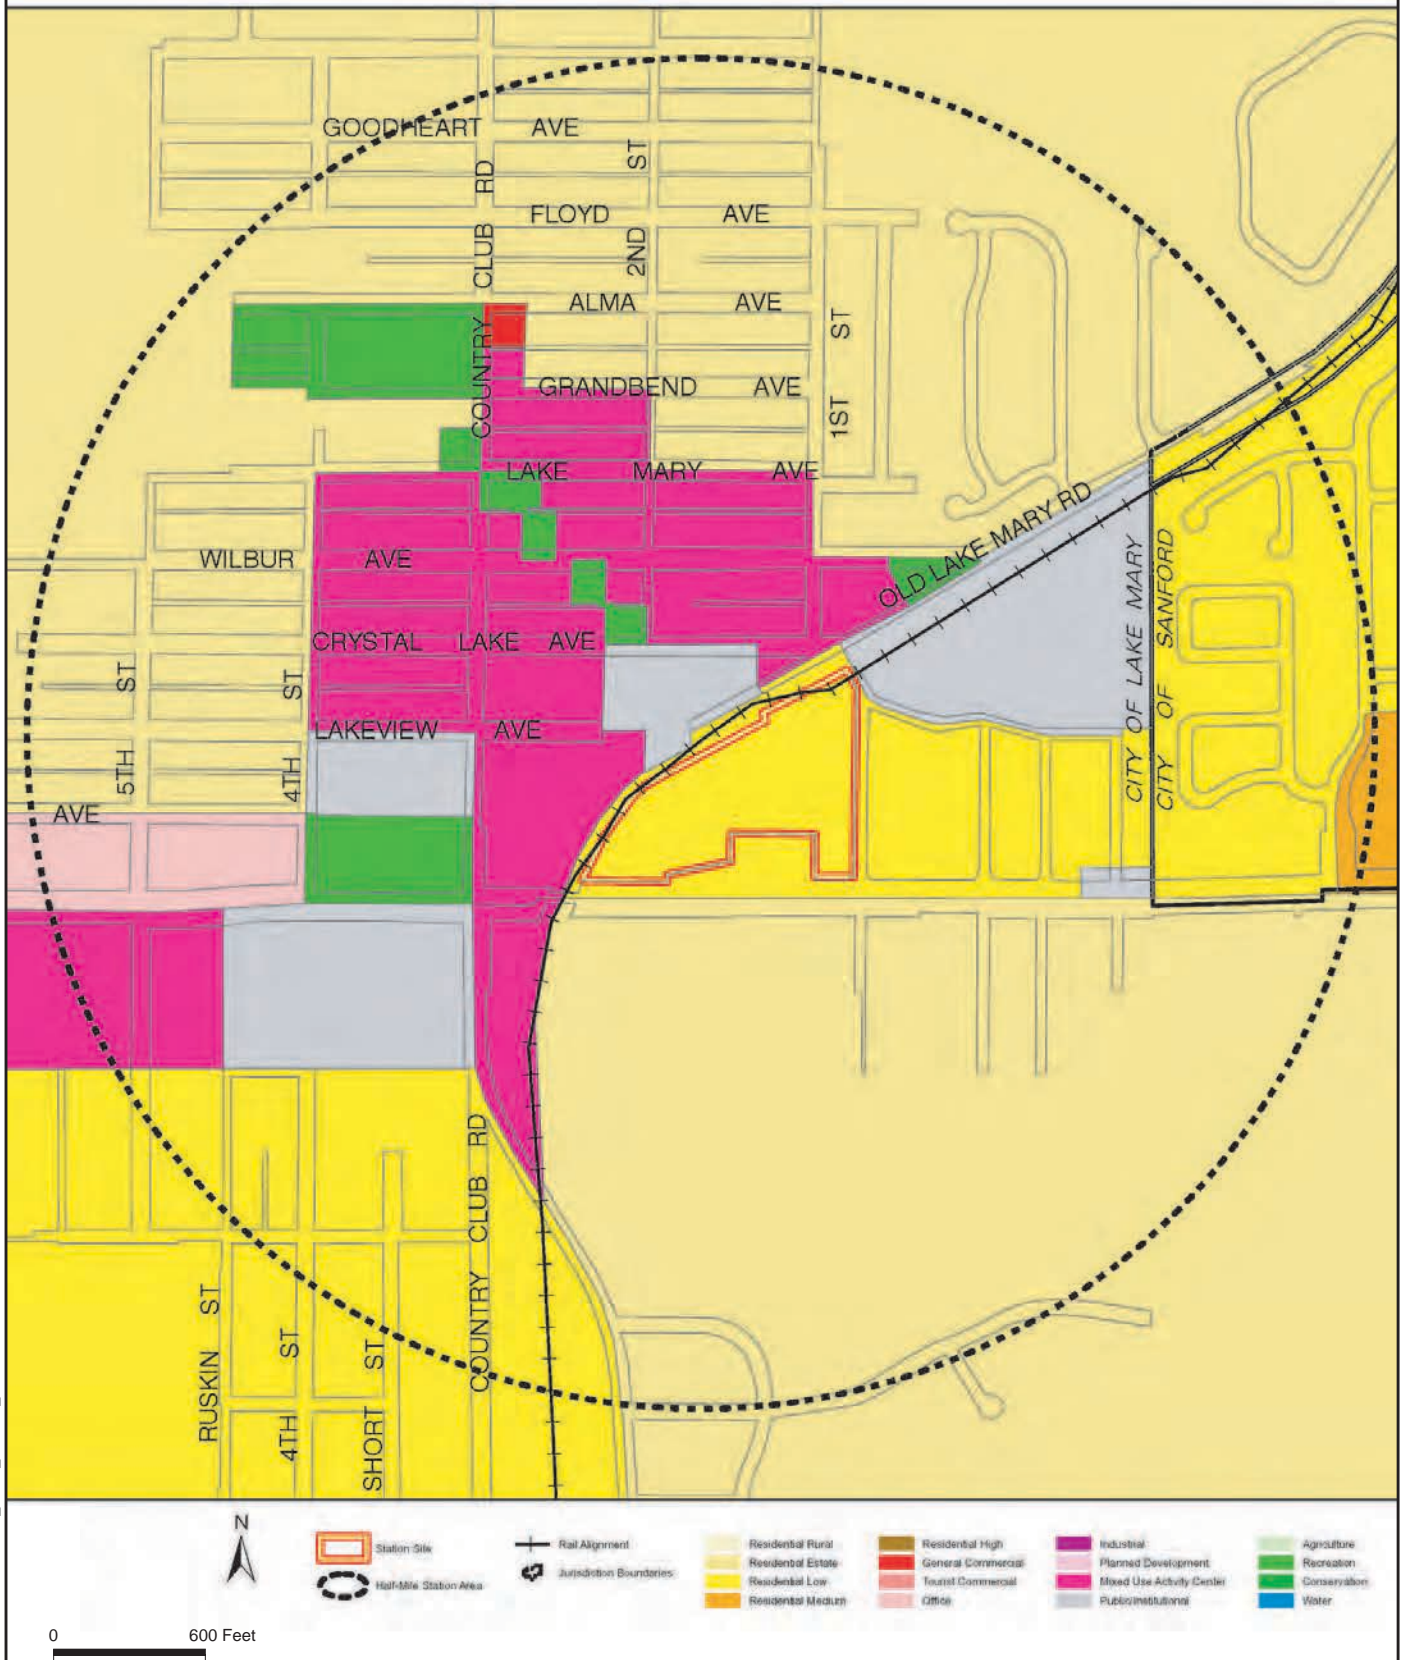 GOODHEART AVE
ST
RD
FLOYD AVE
2ND
CLUB
ALMA AVE
ST
COUNTRY
GRANDBEND AVE
1ST
LAKE MARY AVE
OLD LAKE MARY RD
WILBUR AVE
CITY OF LAKE MARY
CITY OF SANFORD
CRYSTAL LAKE AVE
ST
ST
LAKEVIEW AVE
5TH
4TH
AVE
RD
CLUB
COUNTRY
ST
RUSKIN
ST
4TH
ST
SHORT
N
Station Site
Half-Mile Station Area
Rail Alignment
Jurisdiction Boundaries
Residential Rural
Residential Estate
Residential Low
Residential Medium
Residential High
General Commercial
Tourist Commercial
Office
Industrial
Planned Development
Mixed Use Activity Center
Public/Institutional
Agriculture
Recreation
Conservation
Water
0 600 Feet